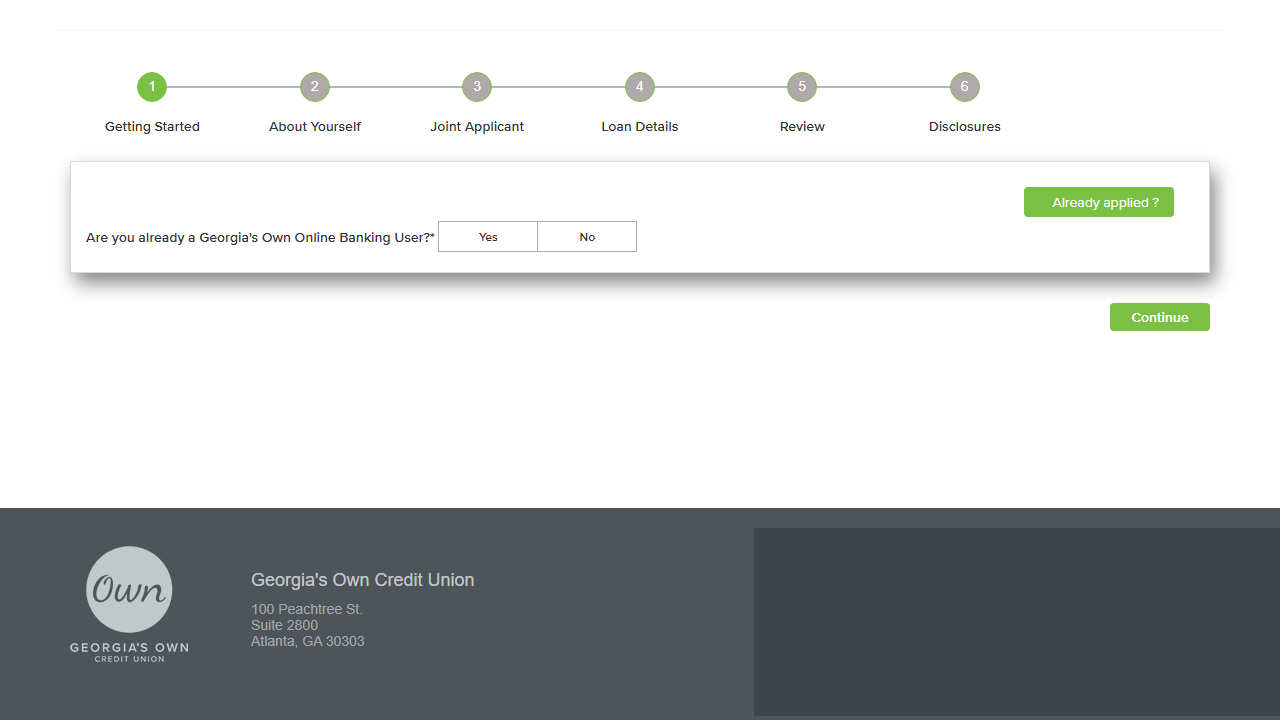 1 2 3 4 5 6
Getting Started About Yourself Joint Applicant Loan Details Review Disclosures
Already applied ?
Are you already a Georgia's Own Online Banking User?* Yes No
Continue
Own
GEORGIA'S OWN
CREDIT UNION
Georgia's Own Credit Union
100 Peachtree St.
Suite 2800
Atlanta, GA 30303